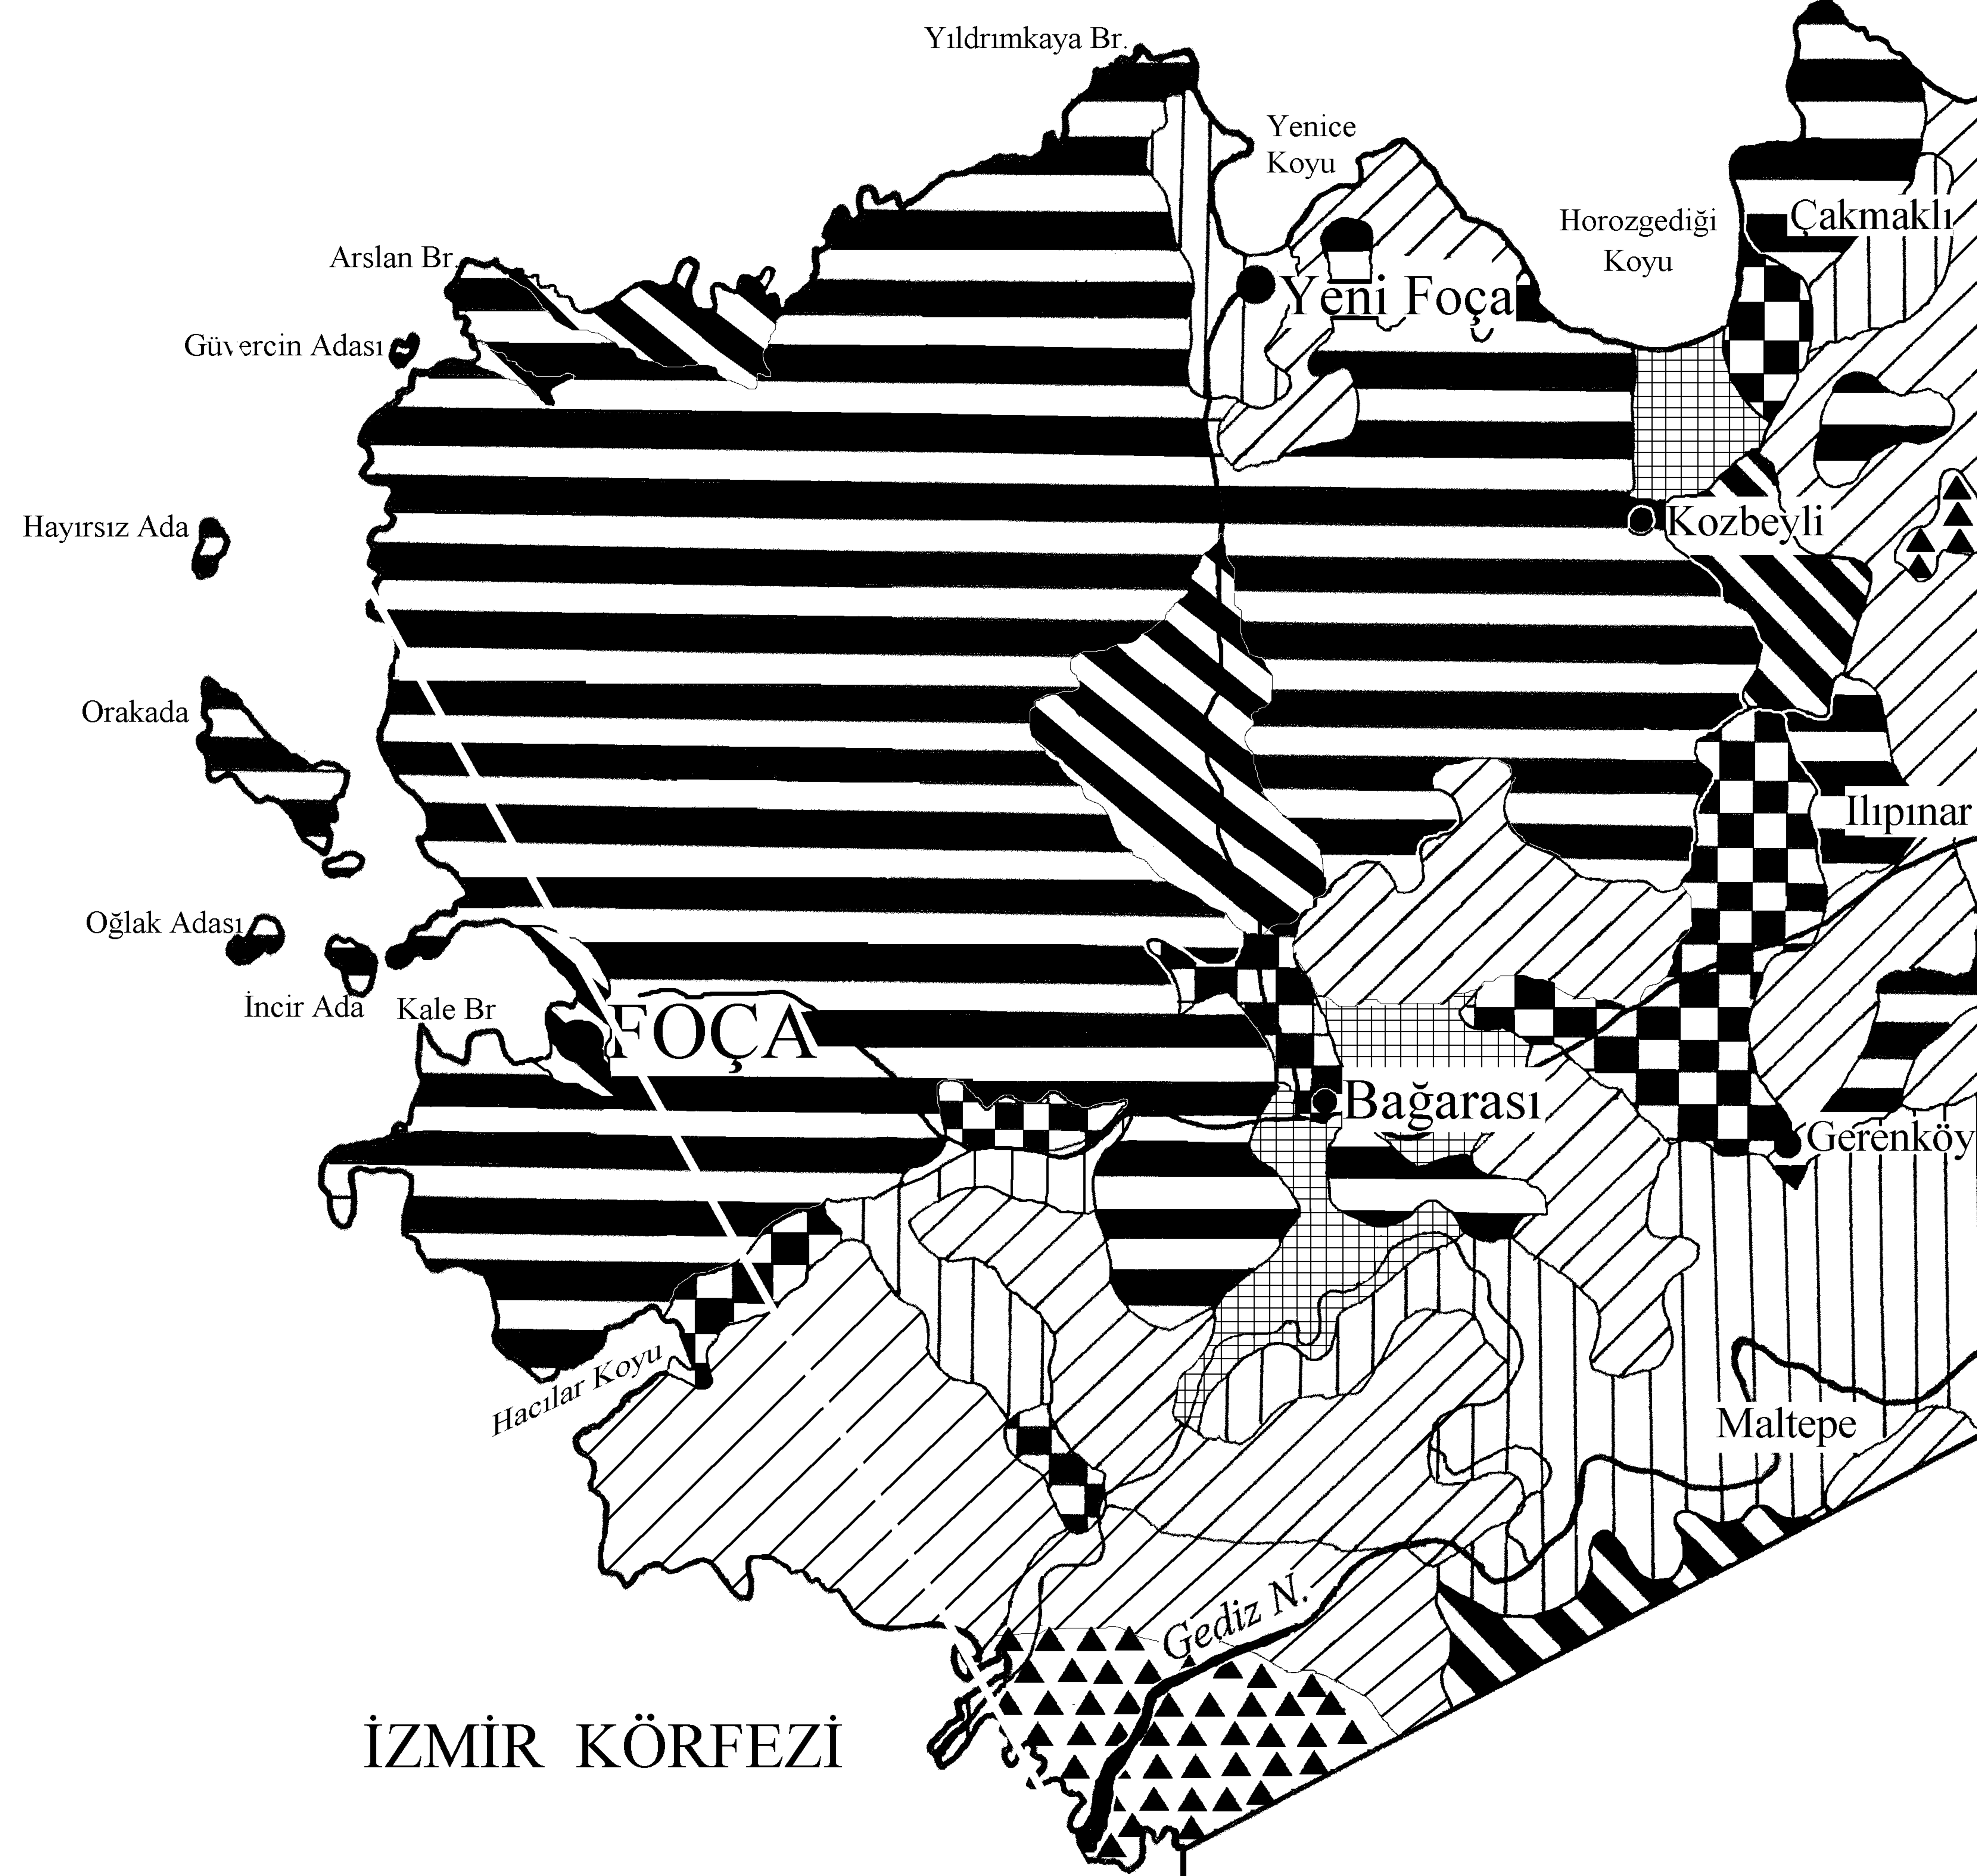 Yıldrımkaya Br.
Yenice
Koyu
Horozgediği
Koyu
Çakmaklı
Arslan Br.
Yeni Foça
Güvercin Adası
Hayırsız Ada
Kozbeyli
Orakada
Ilıpınar
Oğlak Adası
İncir Ada
Kale Br
FOÇA
Bağarası
Gerenköy
Hacılar Koyu
Maltepe
Gediz N.
İZMİR KÖRFEZİ